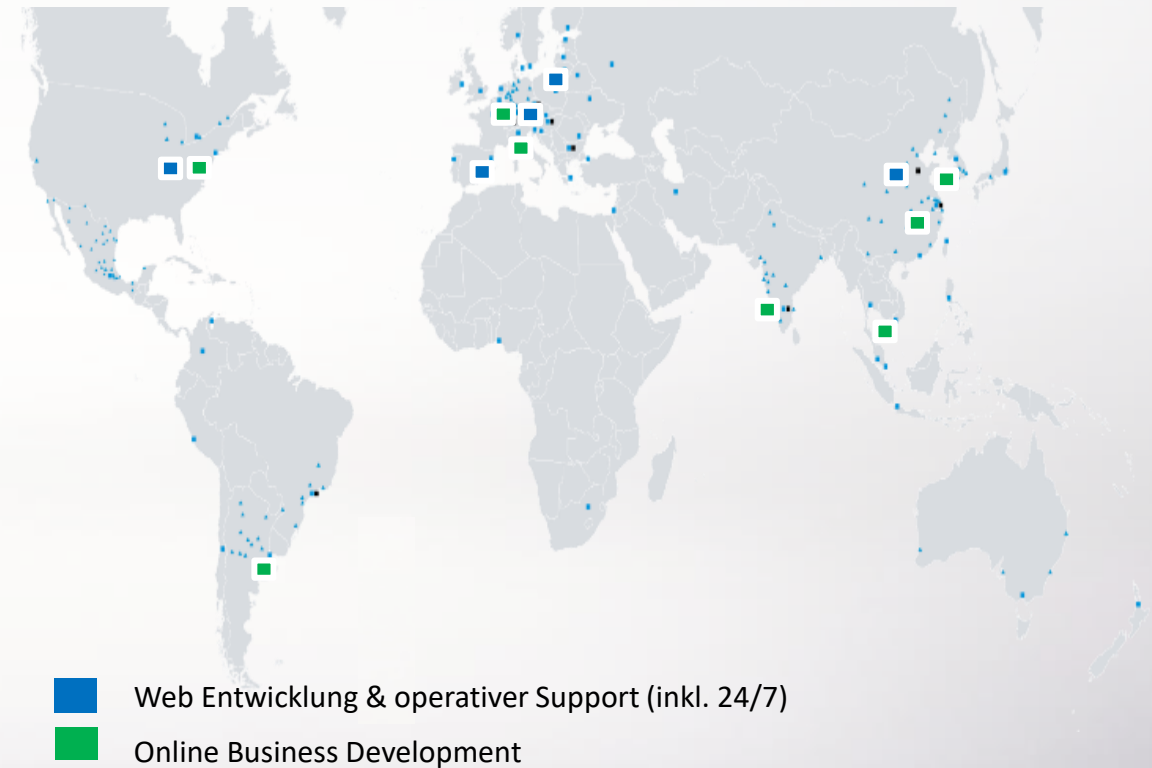 Web Entwicklung & operativer Support (inkl. 24/7)
Online Business Development